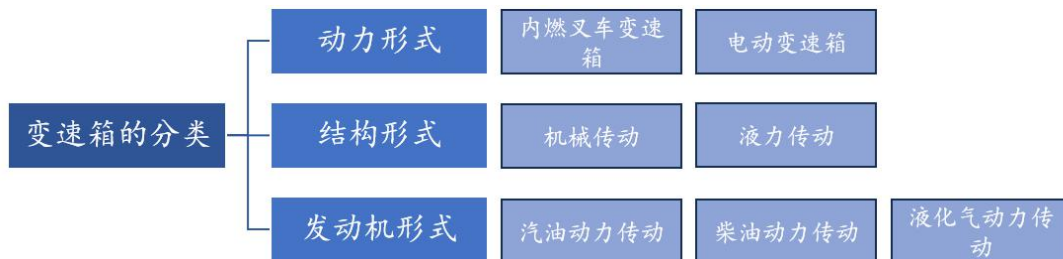 动力形式
内燃叉车变速
箱
电动变速箱
变速箱的分类
结构形式
机械传动
液力传动
发动机形式
汽油动力传动
柴油动力传动
液化气动力传
动